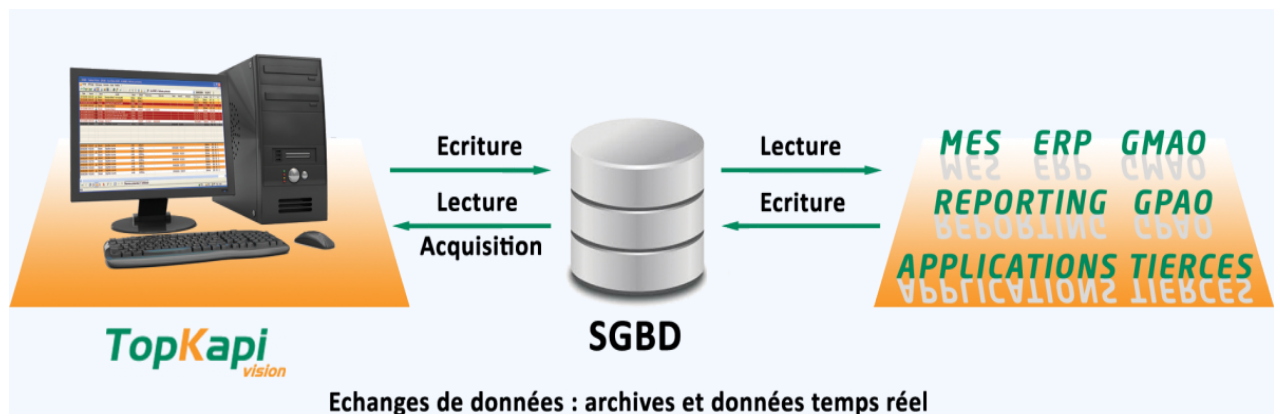 Ecriture
Lecture
Acquisition
TopKapi
vision
SGBD
Lecture
Ecriture
MES ERP GMAO
REPORTING GPAO
APPLICATIONS TIERCES
Echanges de données : archives et données temps réel